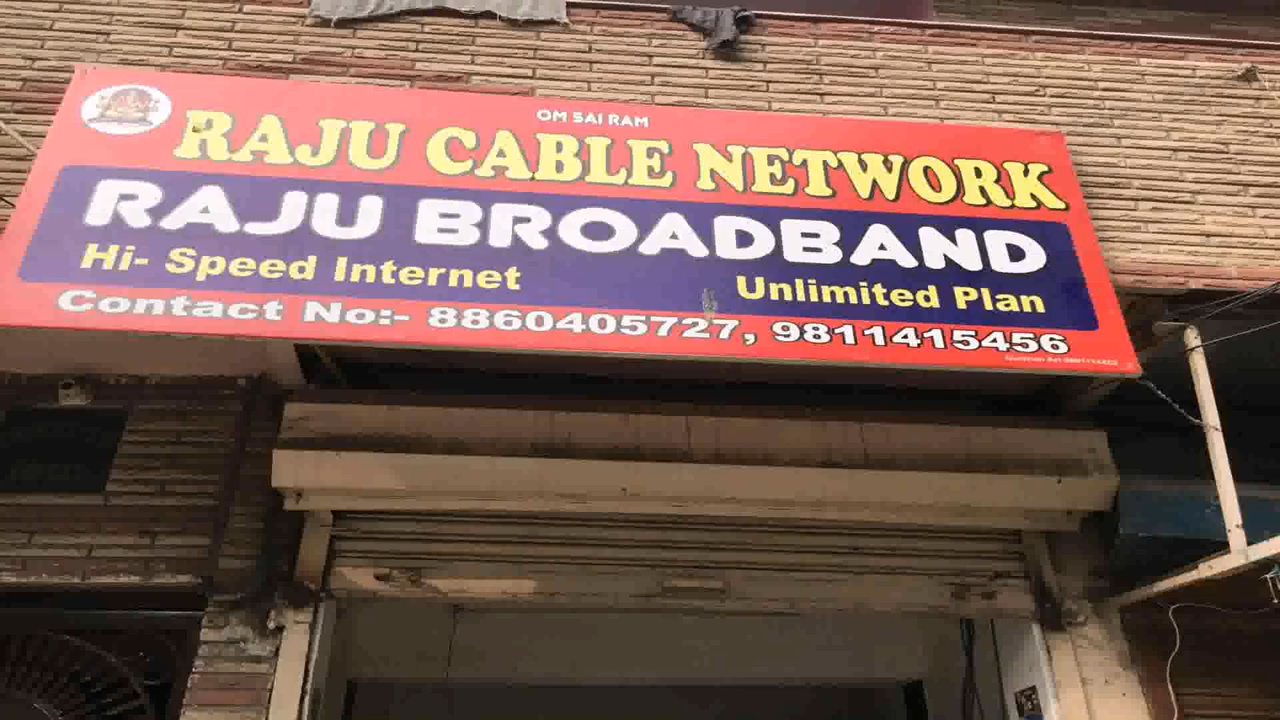 OM SAI RAM
RAJU CABLE NETWORK
RAJU BROADBAND
Hi- Speed Internet Unlimited Plan
Contact No:- 8860405727, 9811415456